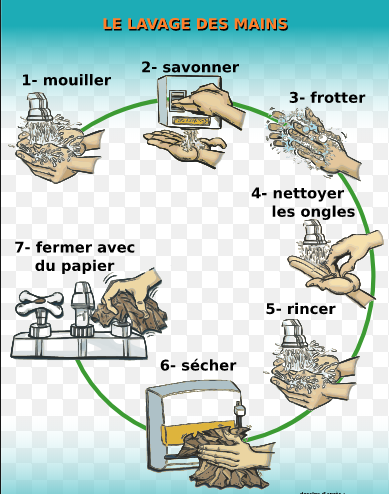 LE LAVAGE DES MAINS
1- mouiller
2- savonner
3- frotter
4- nettoyer
les ongles
5- rincer
6- sécher
7- fermer avec
du papier